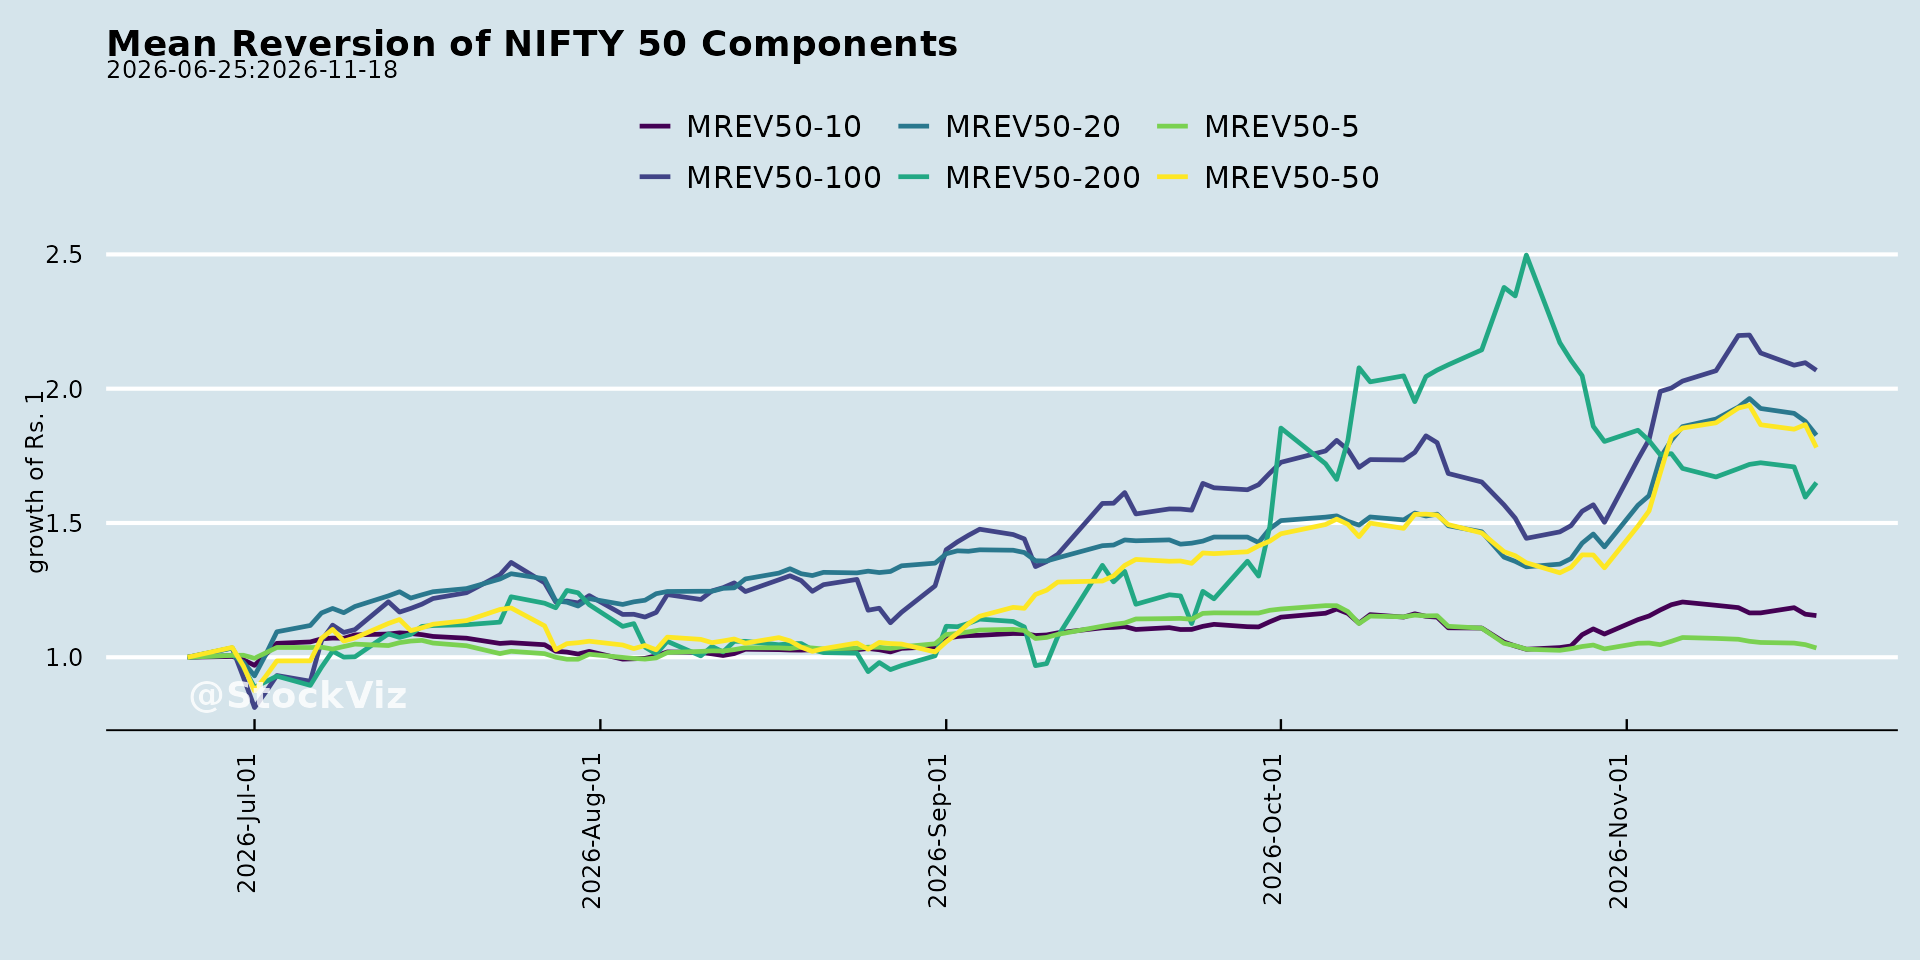 Mean Reversion of NIFTY 50 Components
2026-06-25:2026-11-18
MREV50-10 MREV50-20 MREV50-5
MREV50-100 MREV50-200 MREV50-50
growth of Rs. 1
2.5
2.0
1.5
1.0
@StockViz
2026-Jul-01 2026-Aug-01 2026-Sep-01 2026-Oct-01 2026-Nov-01